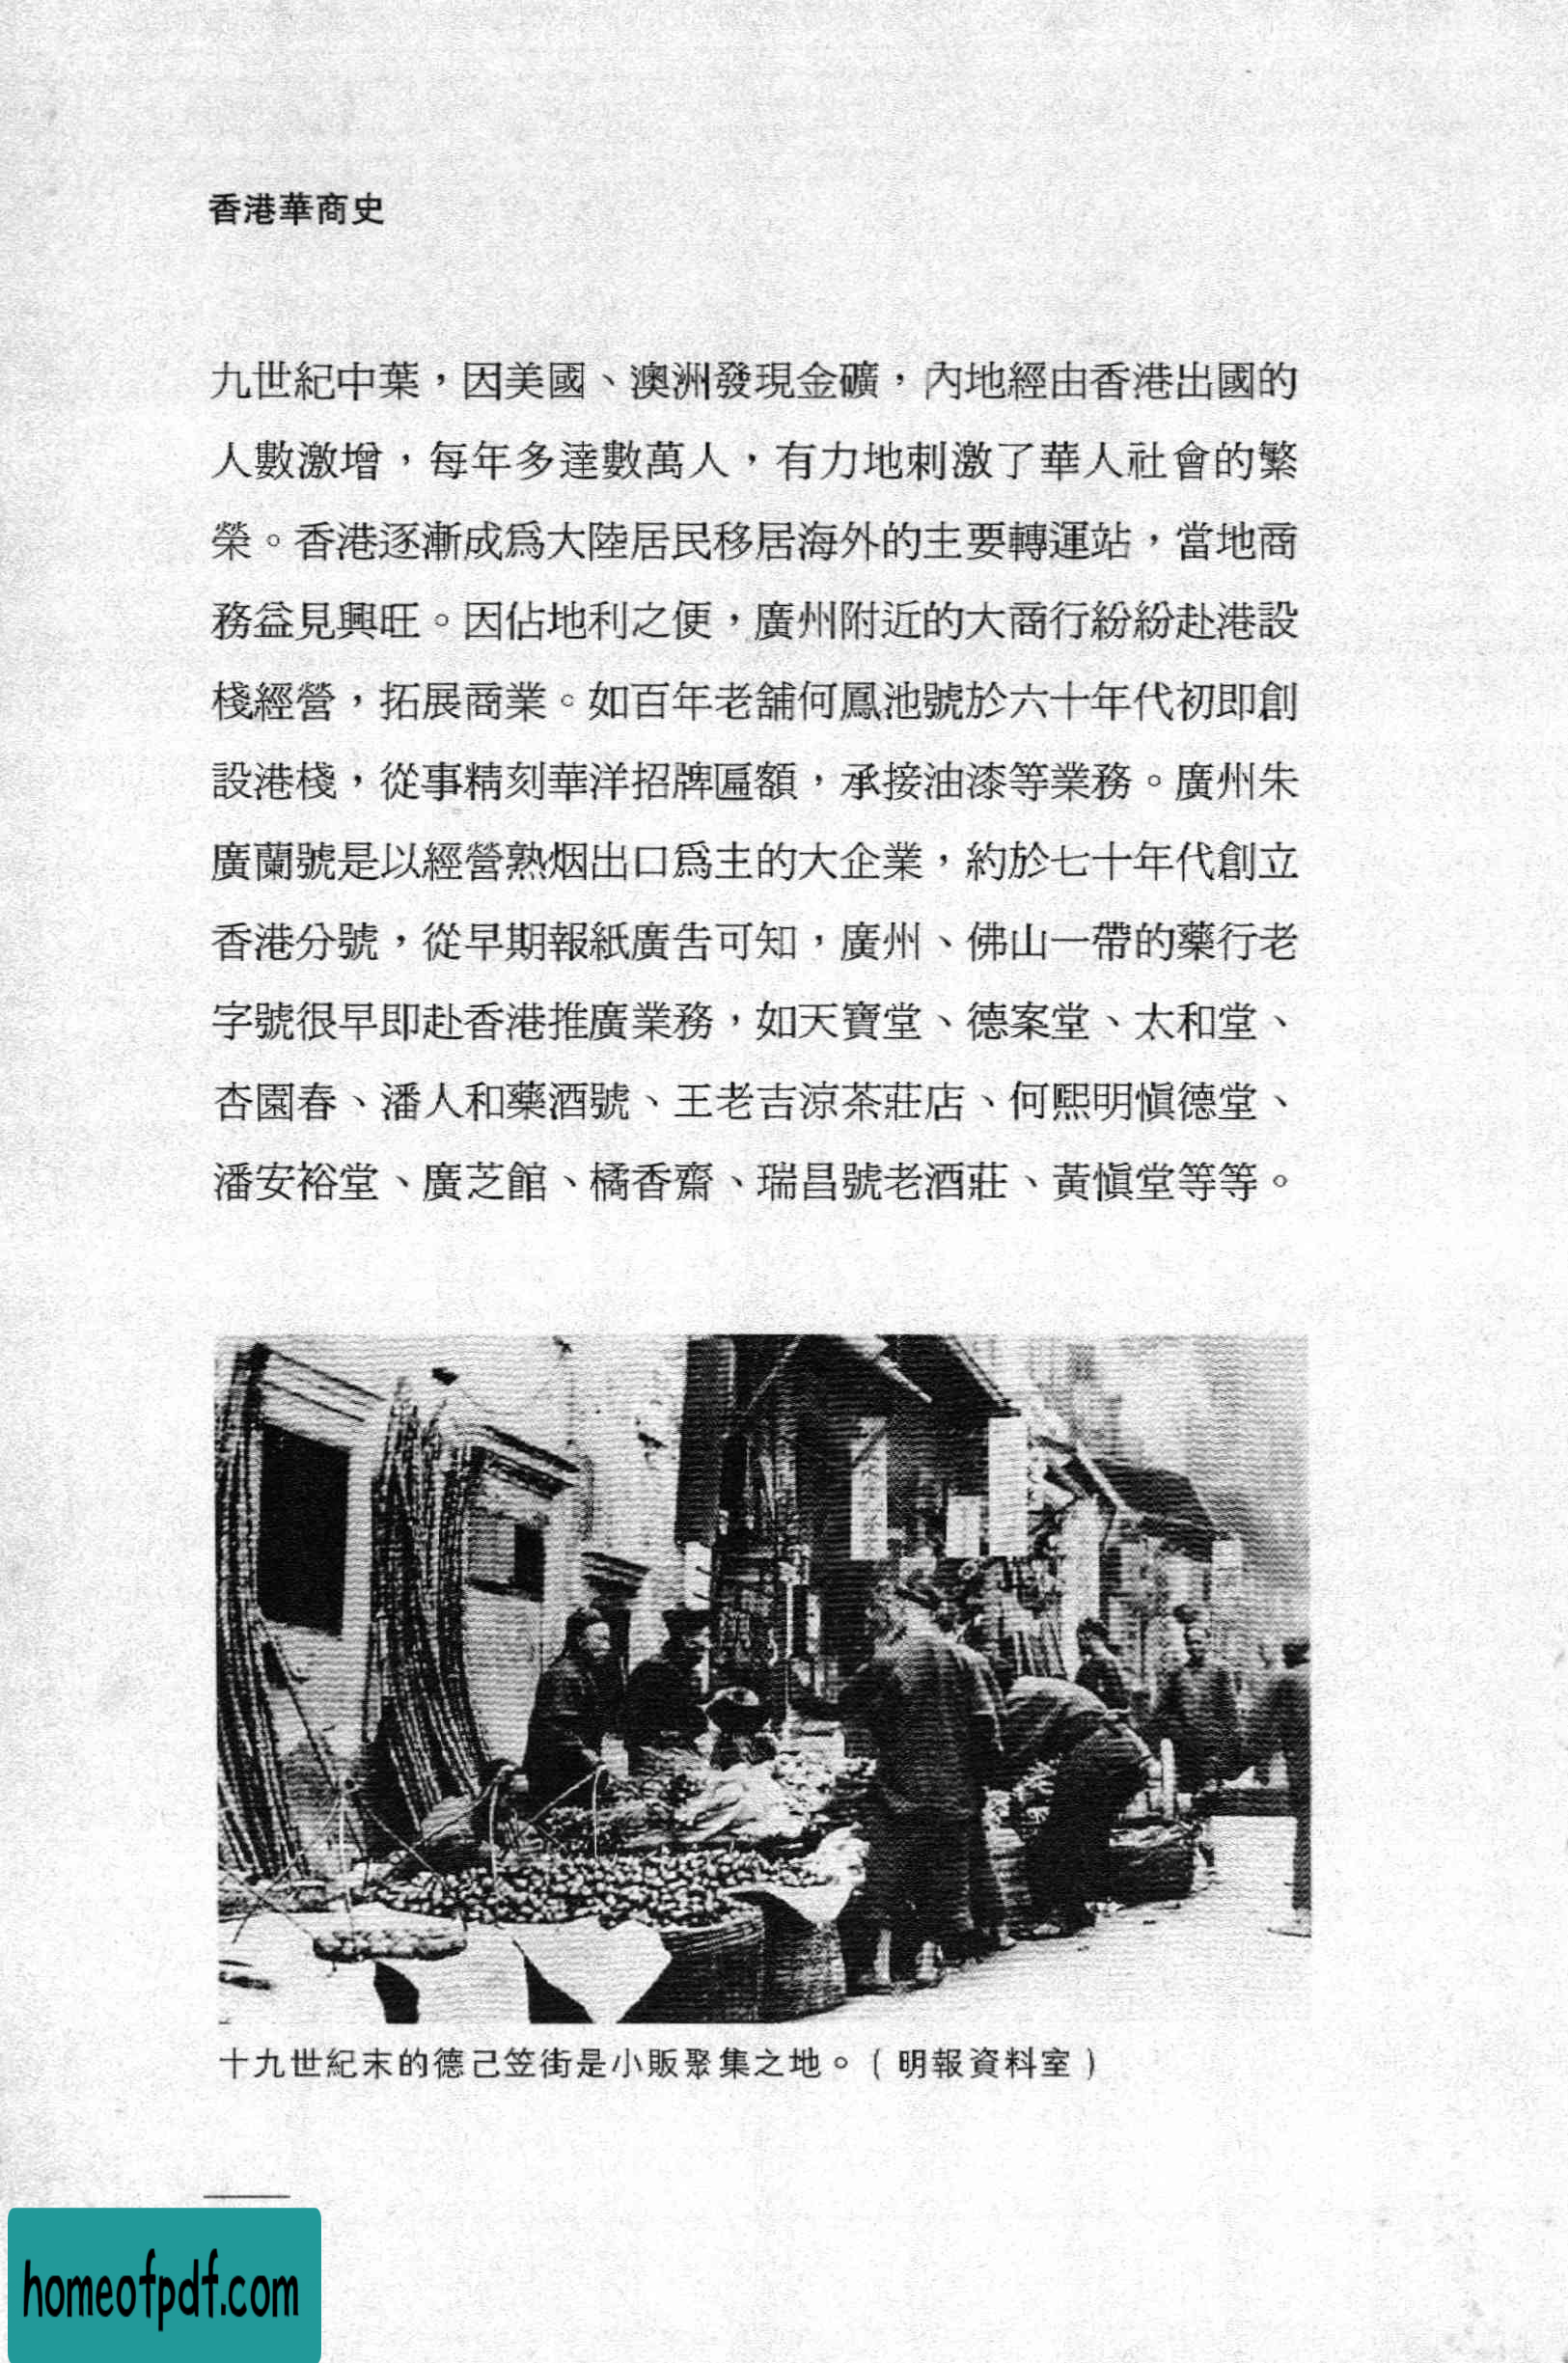 香港華商史
九世紀中葉，因美國、澳洲發現金礦，內地經由香港出國的
人數激增，每年多達數萬人，有力地刺激了華人社會的繁
榮。香港逐漸成爲大陸居民移居海外的主要轉運站，當地商
務益見興旺。因佔地利之便，廣州附近的大商行紛紛赴港設
棧經營，拓展商業。如百年老舖何鳳池號於六十年代初即創
設港棧，從事精刻華洋招牌匾額，承接油漆等業務。廣州朱
廣蘭號是以經營熟烟出口爲主的大企業，約於七十年代創立
香港分號，從早期報紙廣告可知，廣州、佛山一帶的藥行老
字號很早即赴香港推廣業務，如天寶堂、德案堂、太和堂、
杏園春、潘人和藥酒號、王老吉涼茶莊店、何熙明愼德堂、
潘安裕堂、廣芝館、橘香齋、瑞昌號老酒莊、黃愼堂等等。
十九世紀末的德己笠街是小販聚集之地。(明報資料室)
homeofpdf.com